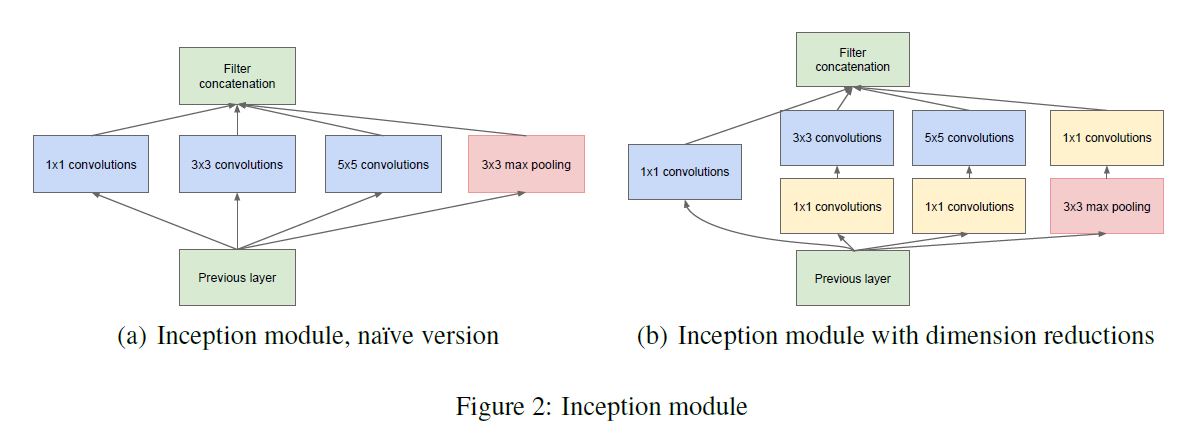 Filter
concatenation
1x1 convolutions
3x3 convolutions
5x5 convolutions
3x3 max pooling
Previous layer
(a) Inception module, naïve version
Filter
concatenation
3x3 convolutions
5x5 convolutions
1x1 convolutions
1x1 convolutions
1x1 convolutions
1x1 convolutions
3x3 max pooling
Previous layer
(b) Inception module with dimension reductions
Figure 2: Inception module